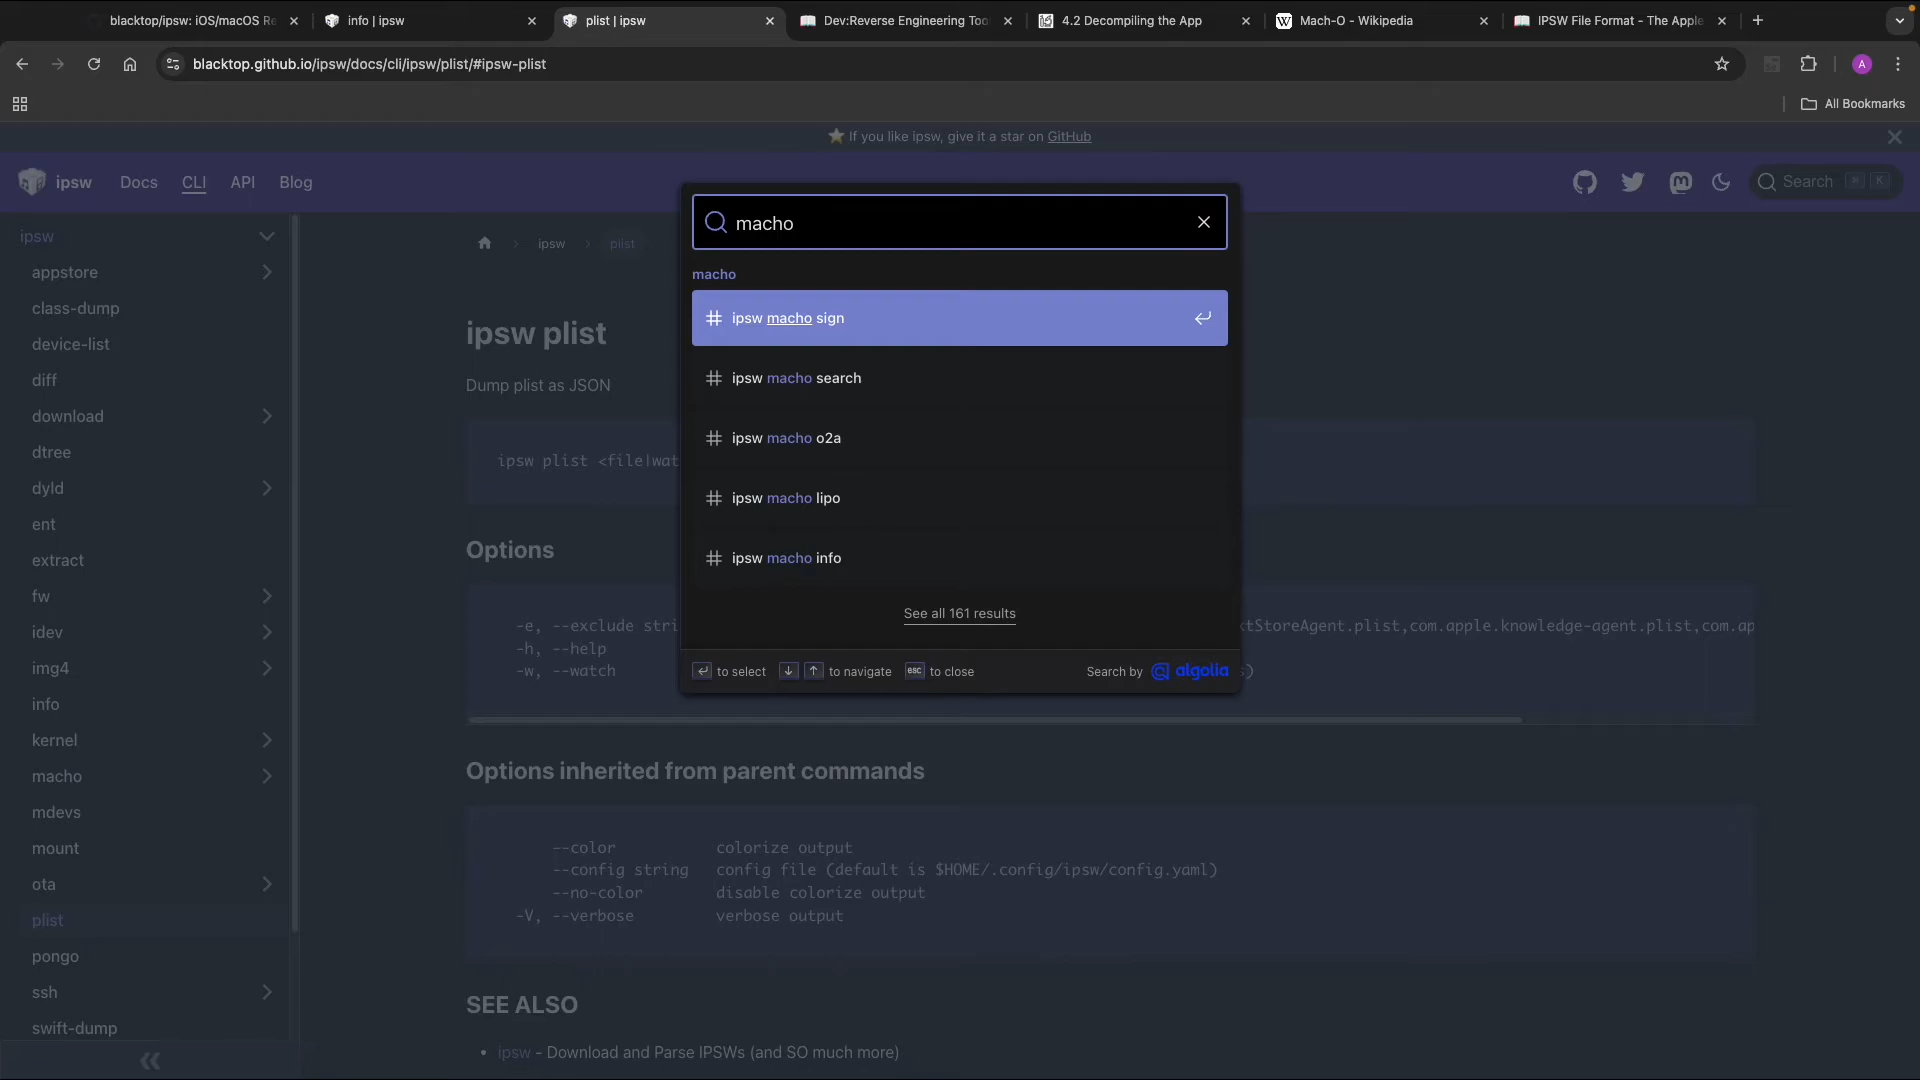 blacktop/ipsw: iOS/macOS Re
info | ipsw
plist | ipsw
Dev:Reverse Engineering Too
4.2 Decompiling the App
Mach-O - Wikipedia
IPSW File Format - The Apple
blacktop.github.io/ipsw/docs/cli/ipsw/plist/#ipsw-plist
A
All Bookmarks
⭐ If you like ipsw, give it a star on GitHub
ipsw
Docs
CLI
API
Blog
Search
K
ipsw
appstore
class-dump
device-list
diff
download
dtree
dyld
ent
extract
fw
idev
img4
info
kernel
macho
mdevs
mount
ota
plist
pongo
ssh
swift-dump
ipsw
plist
ipsw plist
Dump plist as JSON
ipsw plist <file|wat
Options
-e, --exclude stri
xtStoreAgent.plist,com.apple.knowledge-agent.plist,com.ap
-h, --help
-w, --watch
s)
Options inherited from parent commands
--color colorize output
--config string config file (default is $HOME/.config/ipsw/config.yaml)
--no-color disable colorize output
-V, --verbose verbose output
SEE ALSO
• ipsw - Download and Parse IPSWs (and SO much more)
macho
macho
# ipsw macho sign
# ipsw macho search
# ipsw macho o2a
# ipsw macho lipo
# ipsw macho info
See all 161 results
to select
to navigate
esc to close
Search by algolia